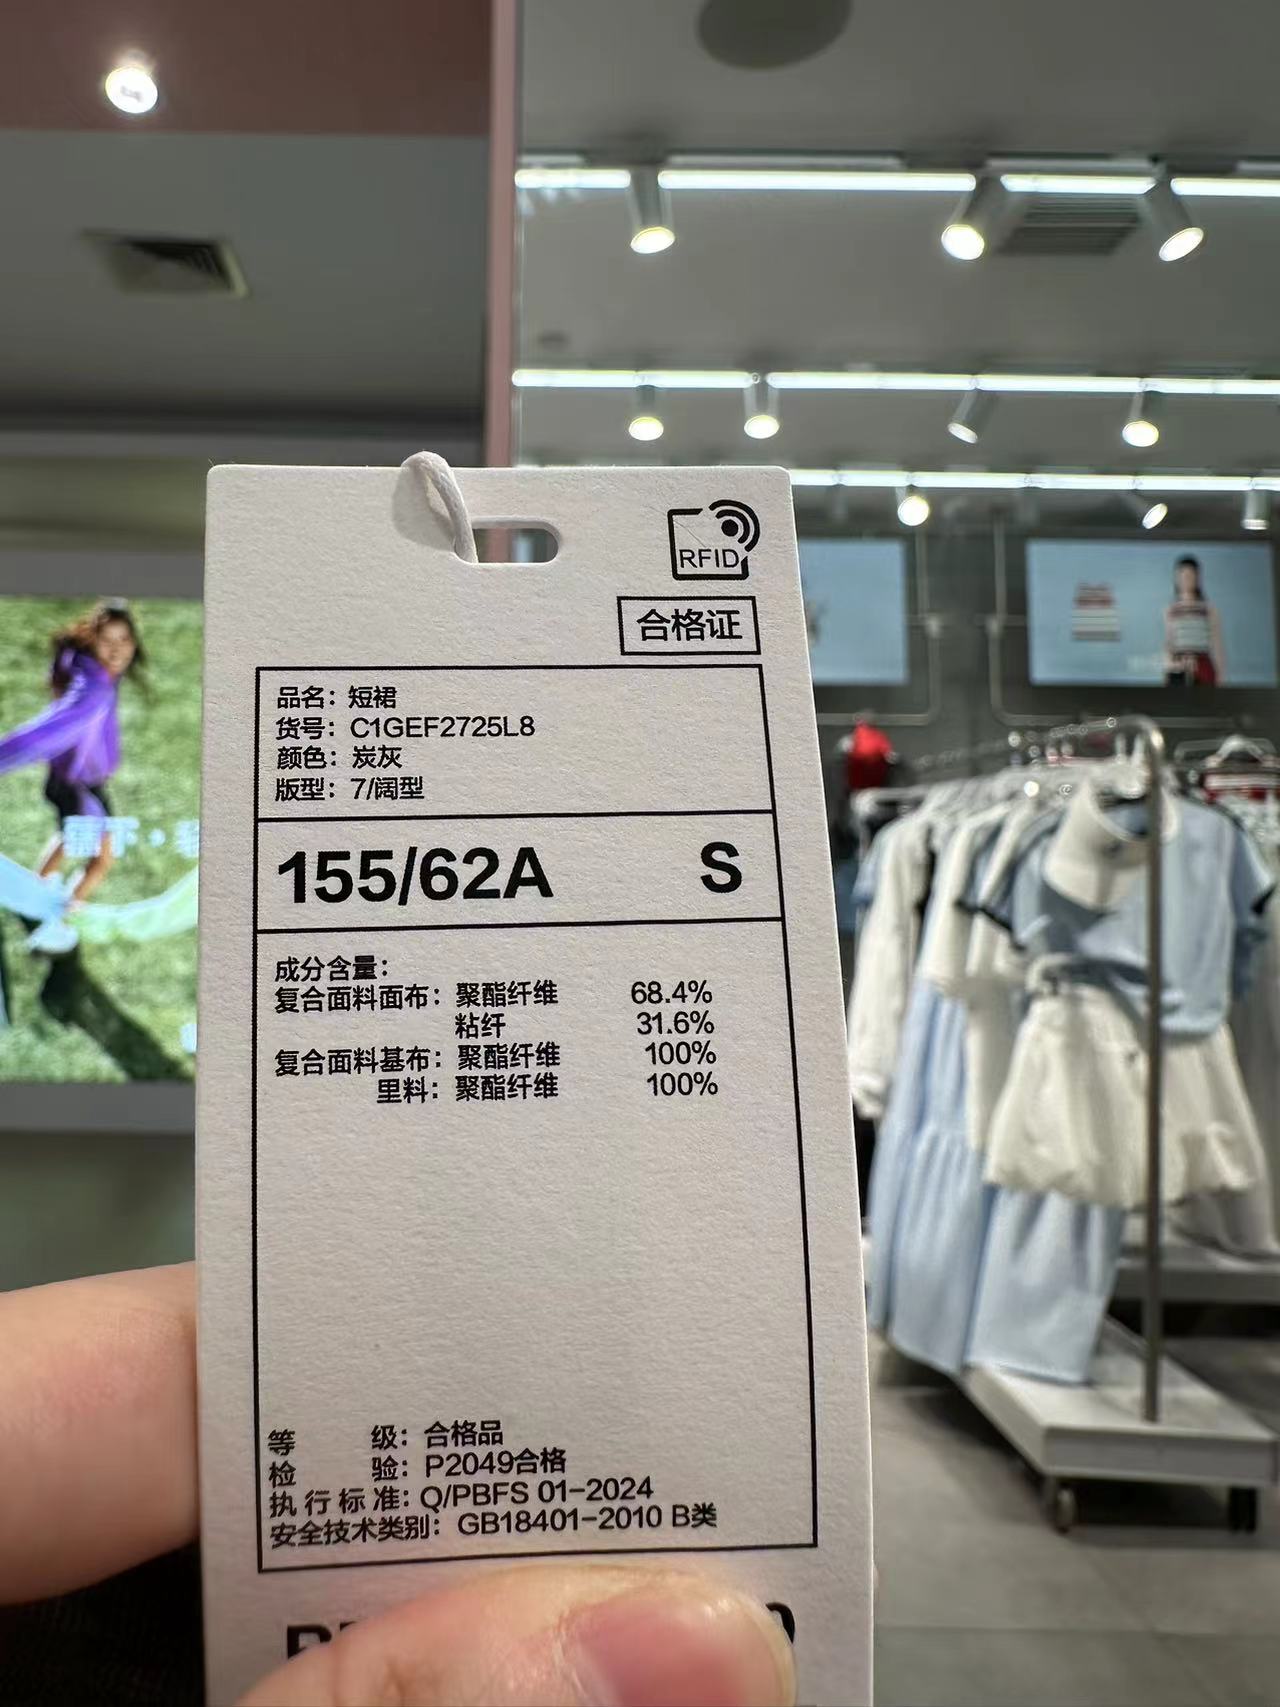 RFID
合格证
品名：短裙
货号：C1GEF2725L8
颜色：炭灰
版型：7/阔型
155/62A S
成分含量：
复合面料面布：聚酯纤维 68.4%
粘纤 31.6%
复合面料基布：聚酯纤维 100%
里料：聚酯纤维 100%
等级：合格品
检验：P2049合格
执行标准：Q/PBFS 01-2024
安全技术类别：GB18401-2010 B类
蕉下·